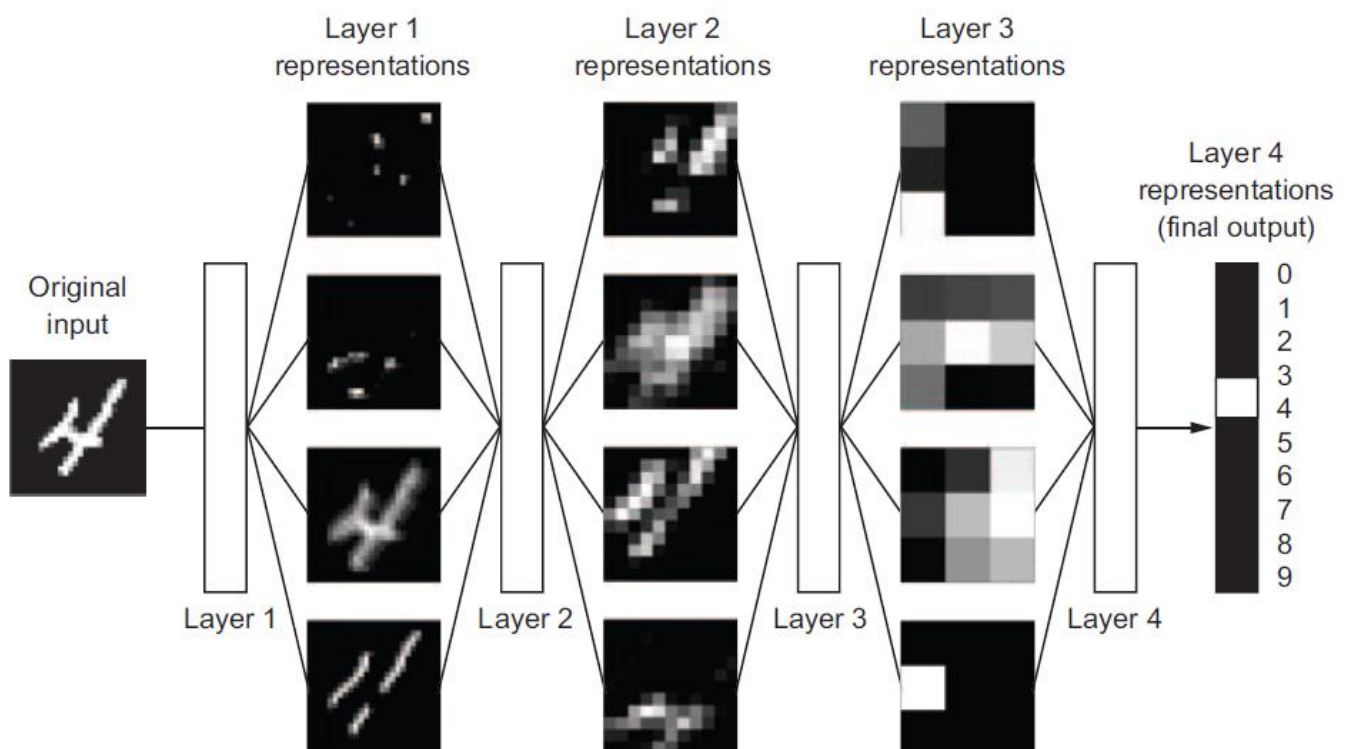 Layer 1
representations
Layer 2
representations
Layer 3
representations
Layer 4
representations
(final output)
Original
input
0
1
2
3
4
5
6
7
8
9
Layer 1
Layer 2
Layer 3
Layer 4